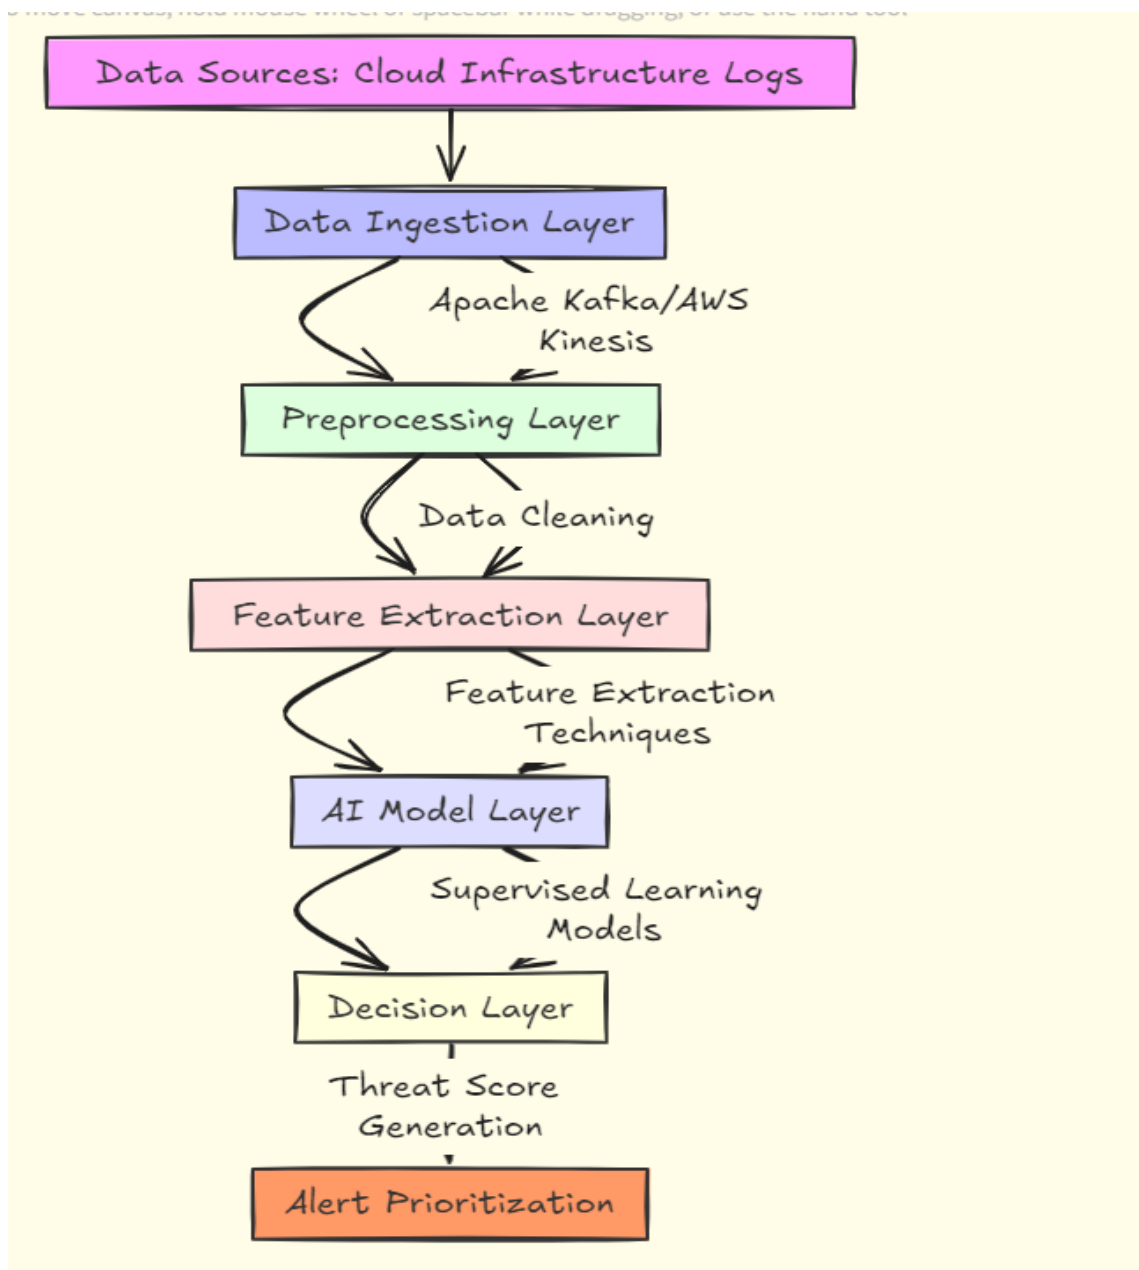 Data Sources: Cloud Infrastructure Logs
Data Ingestion Layer
Apache Kafka/AWS
Kinesis
Preprocessing Layer
Data Cleaning
Feature Extraction Layer
Feature Extraction
Techniques
AI Model Layer
Supervised Learning
Models
Decision Layer
Threat Score
Generation
Alert Prioritization